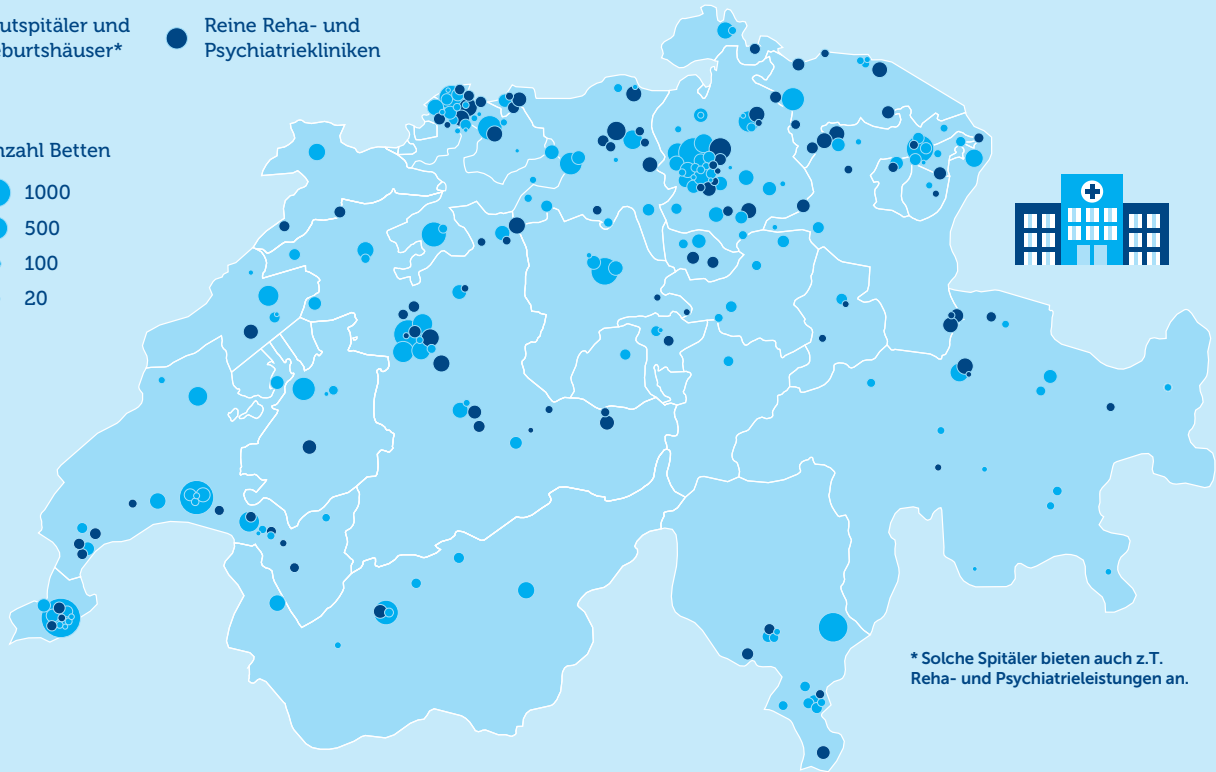 utspitäler und
burtshäuser*
Reine Reha- und
Psychiatriekliniken
nzahl Betten
1000
500
100
20
* Solche Spitäler bieten auch z.T.
Reha- und Psychiatrieleistungen an.